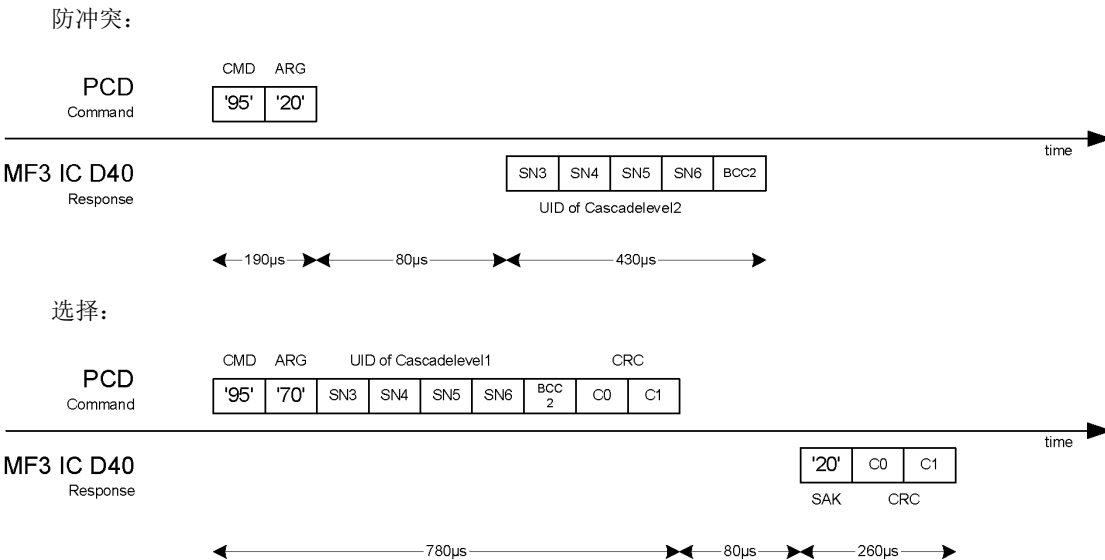 防冲突：
CMD ARG
PCD
Command
'95' '20'
time
MF3 IC D40
Response
SN3 SN4 SN5 SN6 BCC2
UID of Cascadelevel2
190µs 80µs 430µs
选择：
CMD ARG UID of Cascadelevel1 CRC
PCD
Command
'95' '70' SN3 SN4 SN5 SN6 BCC 2 C0 C1
time
MF3 IC D40
Response
'20' C0 C1
SAK CRC
780µs 80µs 260µs